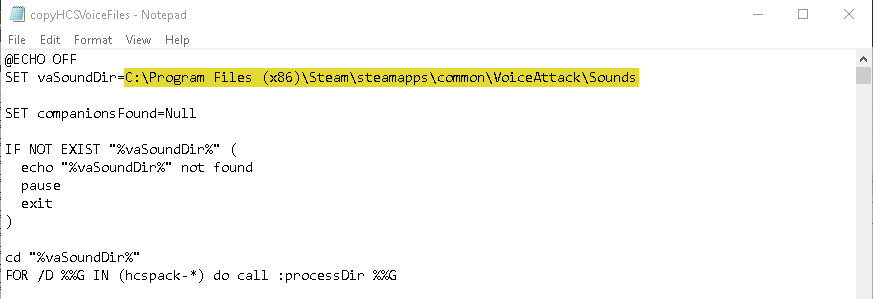 copyHCSVoiceFiles - Notepad
File Edit Format View Help
@ECHO OFF
SET vaSoundDir=C:\Program Files (x86)\Steam\steamapps\common\VoiceAttack\Sounds
SET companionsFound=Null
IF NOT EXIST "%vaSoundDir%" (
  echo "%vaSoundDir%" not found
  pause
  exit
)
cd "%vaSoundDir%"
FOR /D %%G IN (hcspack-*) do call :processDir %%G